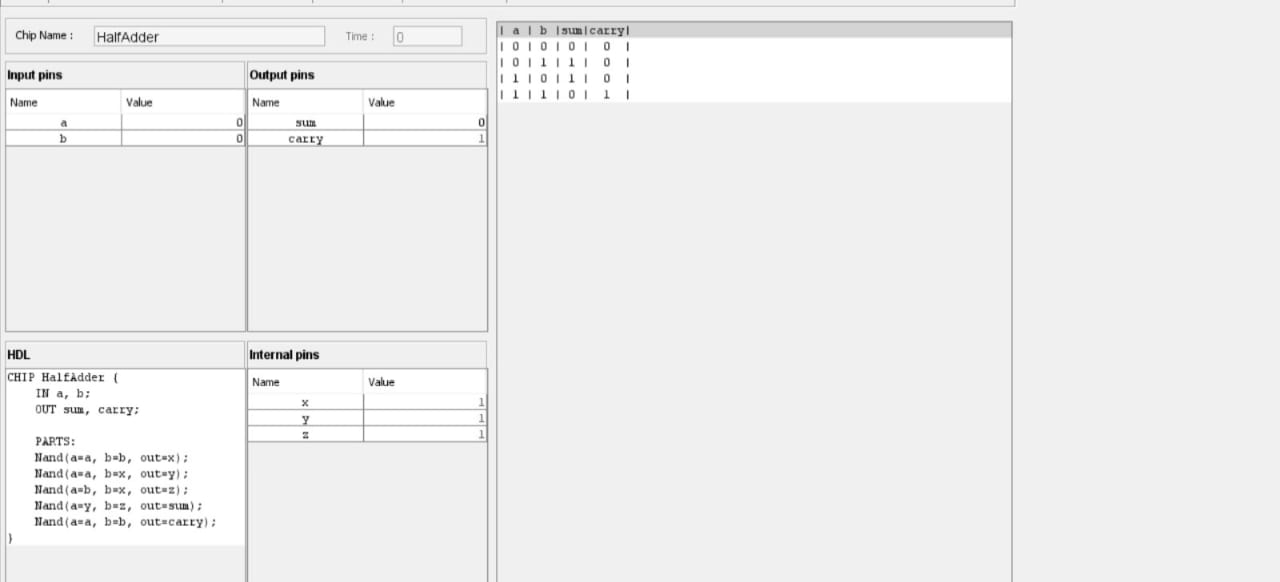 Chip Name : HalfAdder Time : 0
Input pins
Name Value
a 0
b 0
Output pins
Name Value
sum 0
carry 1
HDL
CHIP HalfAdder {
IN a, b;
OUT sum, carry;
PARTS:
Nand(a=a, b=b, out=x);
Nand(a=a, b=x, out=y);
Nand(a=b, b=x, out=z);
Nand(a=y, b=z, out=sum);
Nand(a=a, b=b, out=carry);
}
Internal pins
Name Value
x 1
y 1
z 1
| a | b |sum|carry|
| 0 | 0 | 0 | 0 |
| 0 | 1 | 1 | 0 |
| 1 | 0 | 1 | 0 |
| 1 | 1 | 0 | 1 |